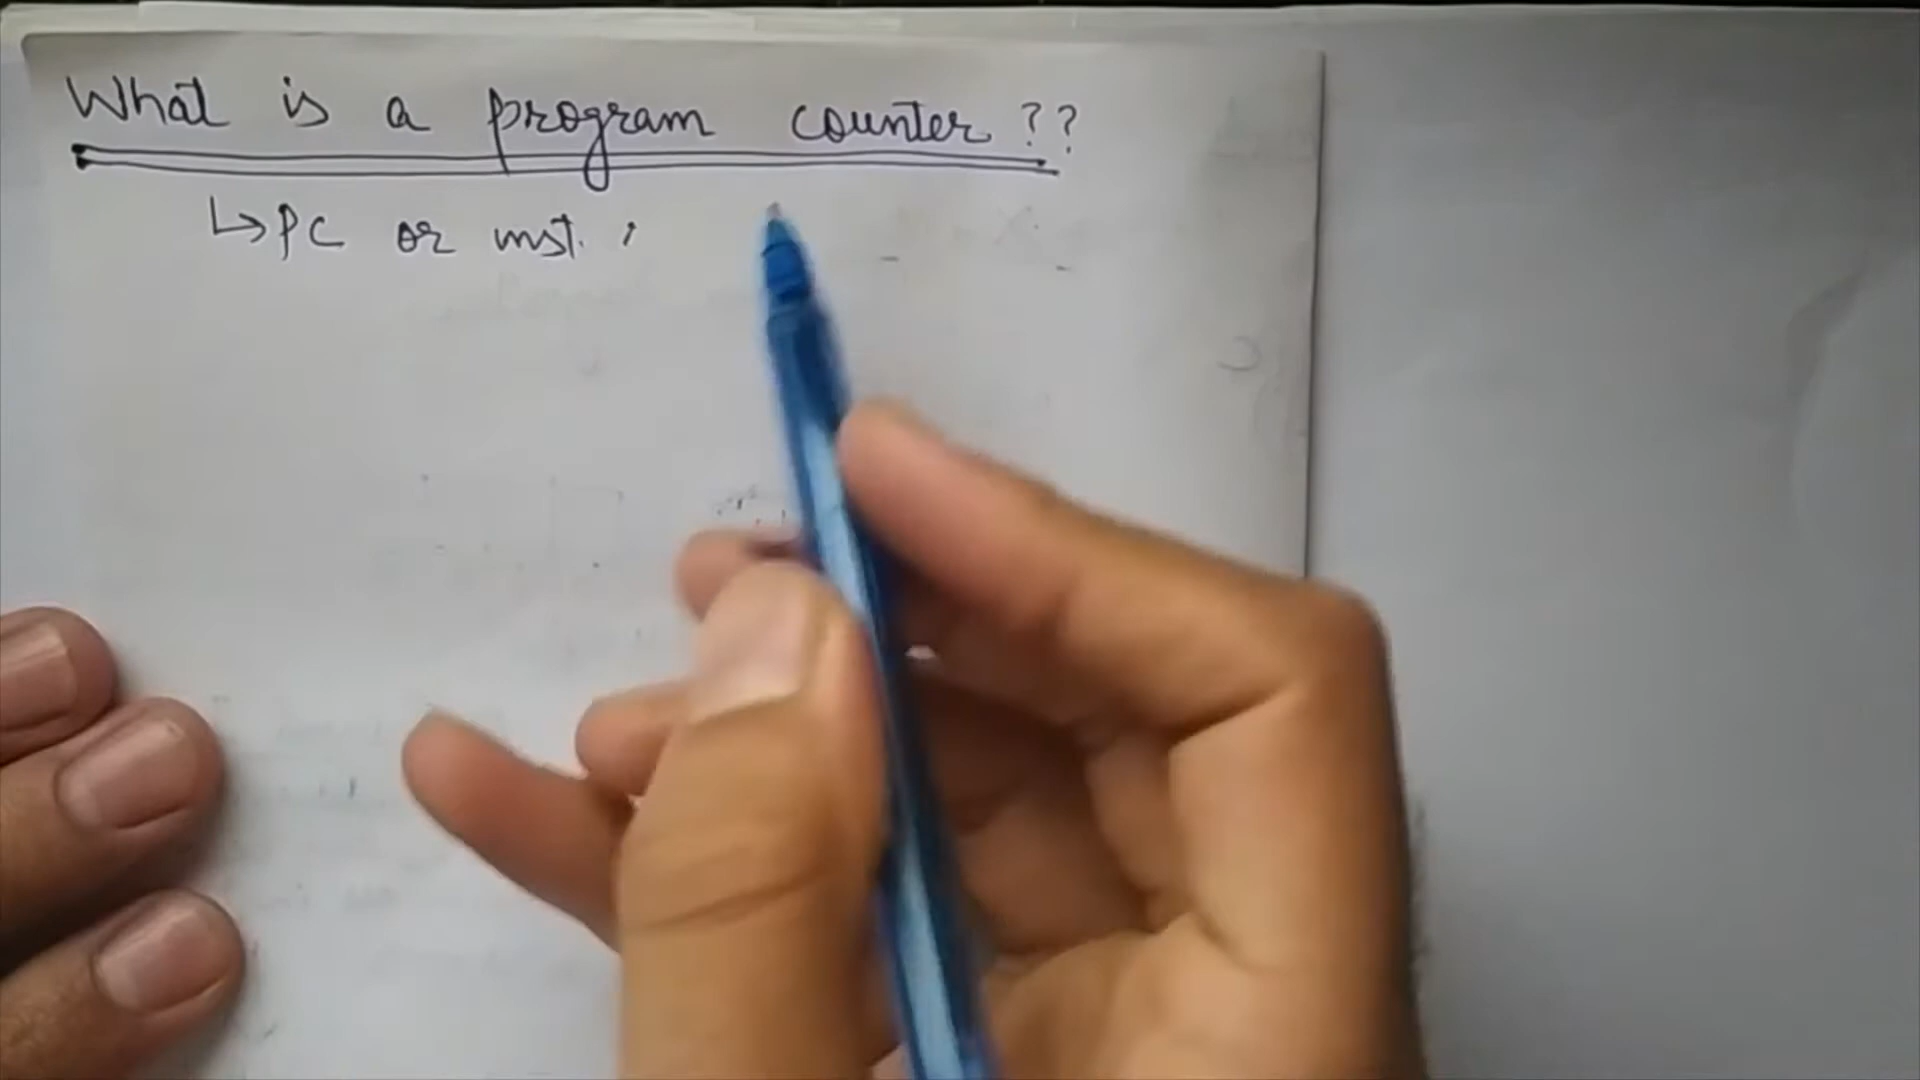 What is a program counter ??
↳ PC or inst.